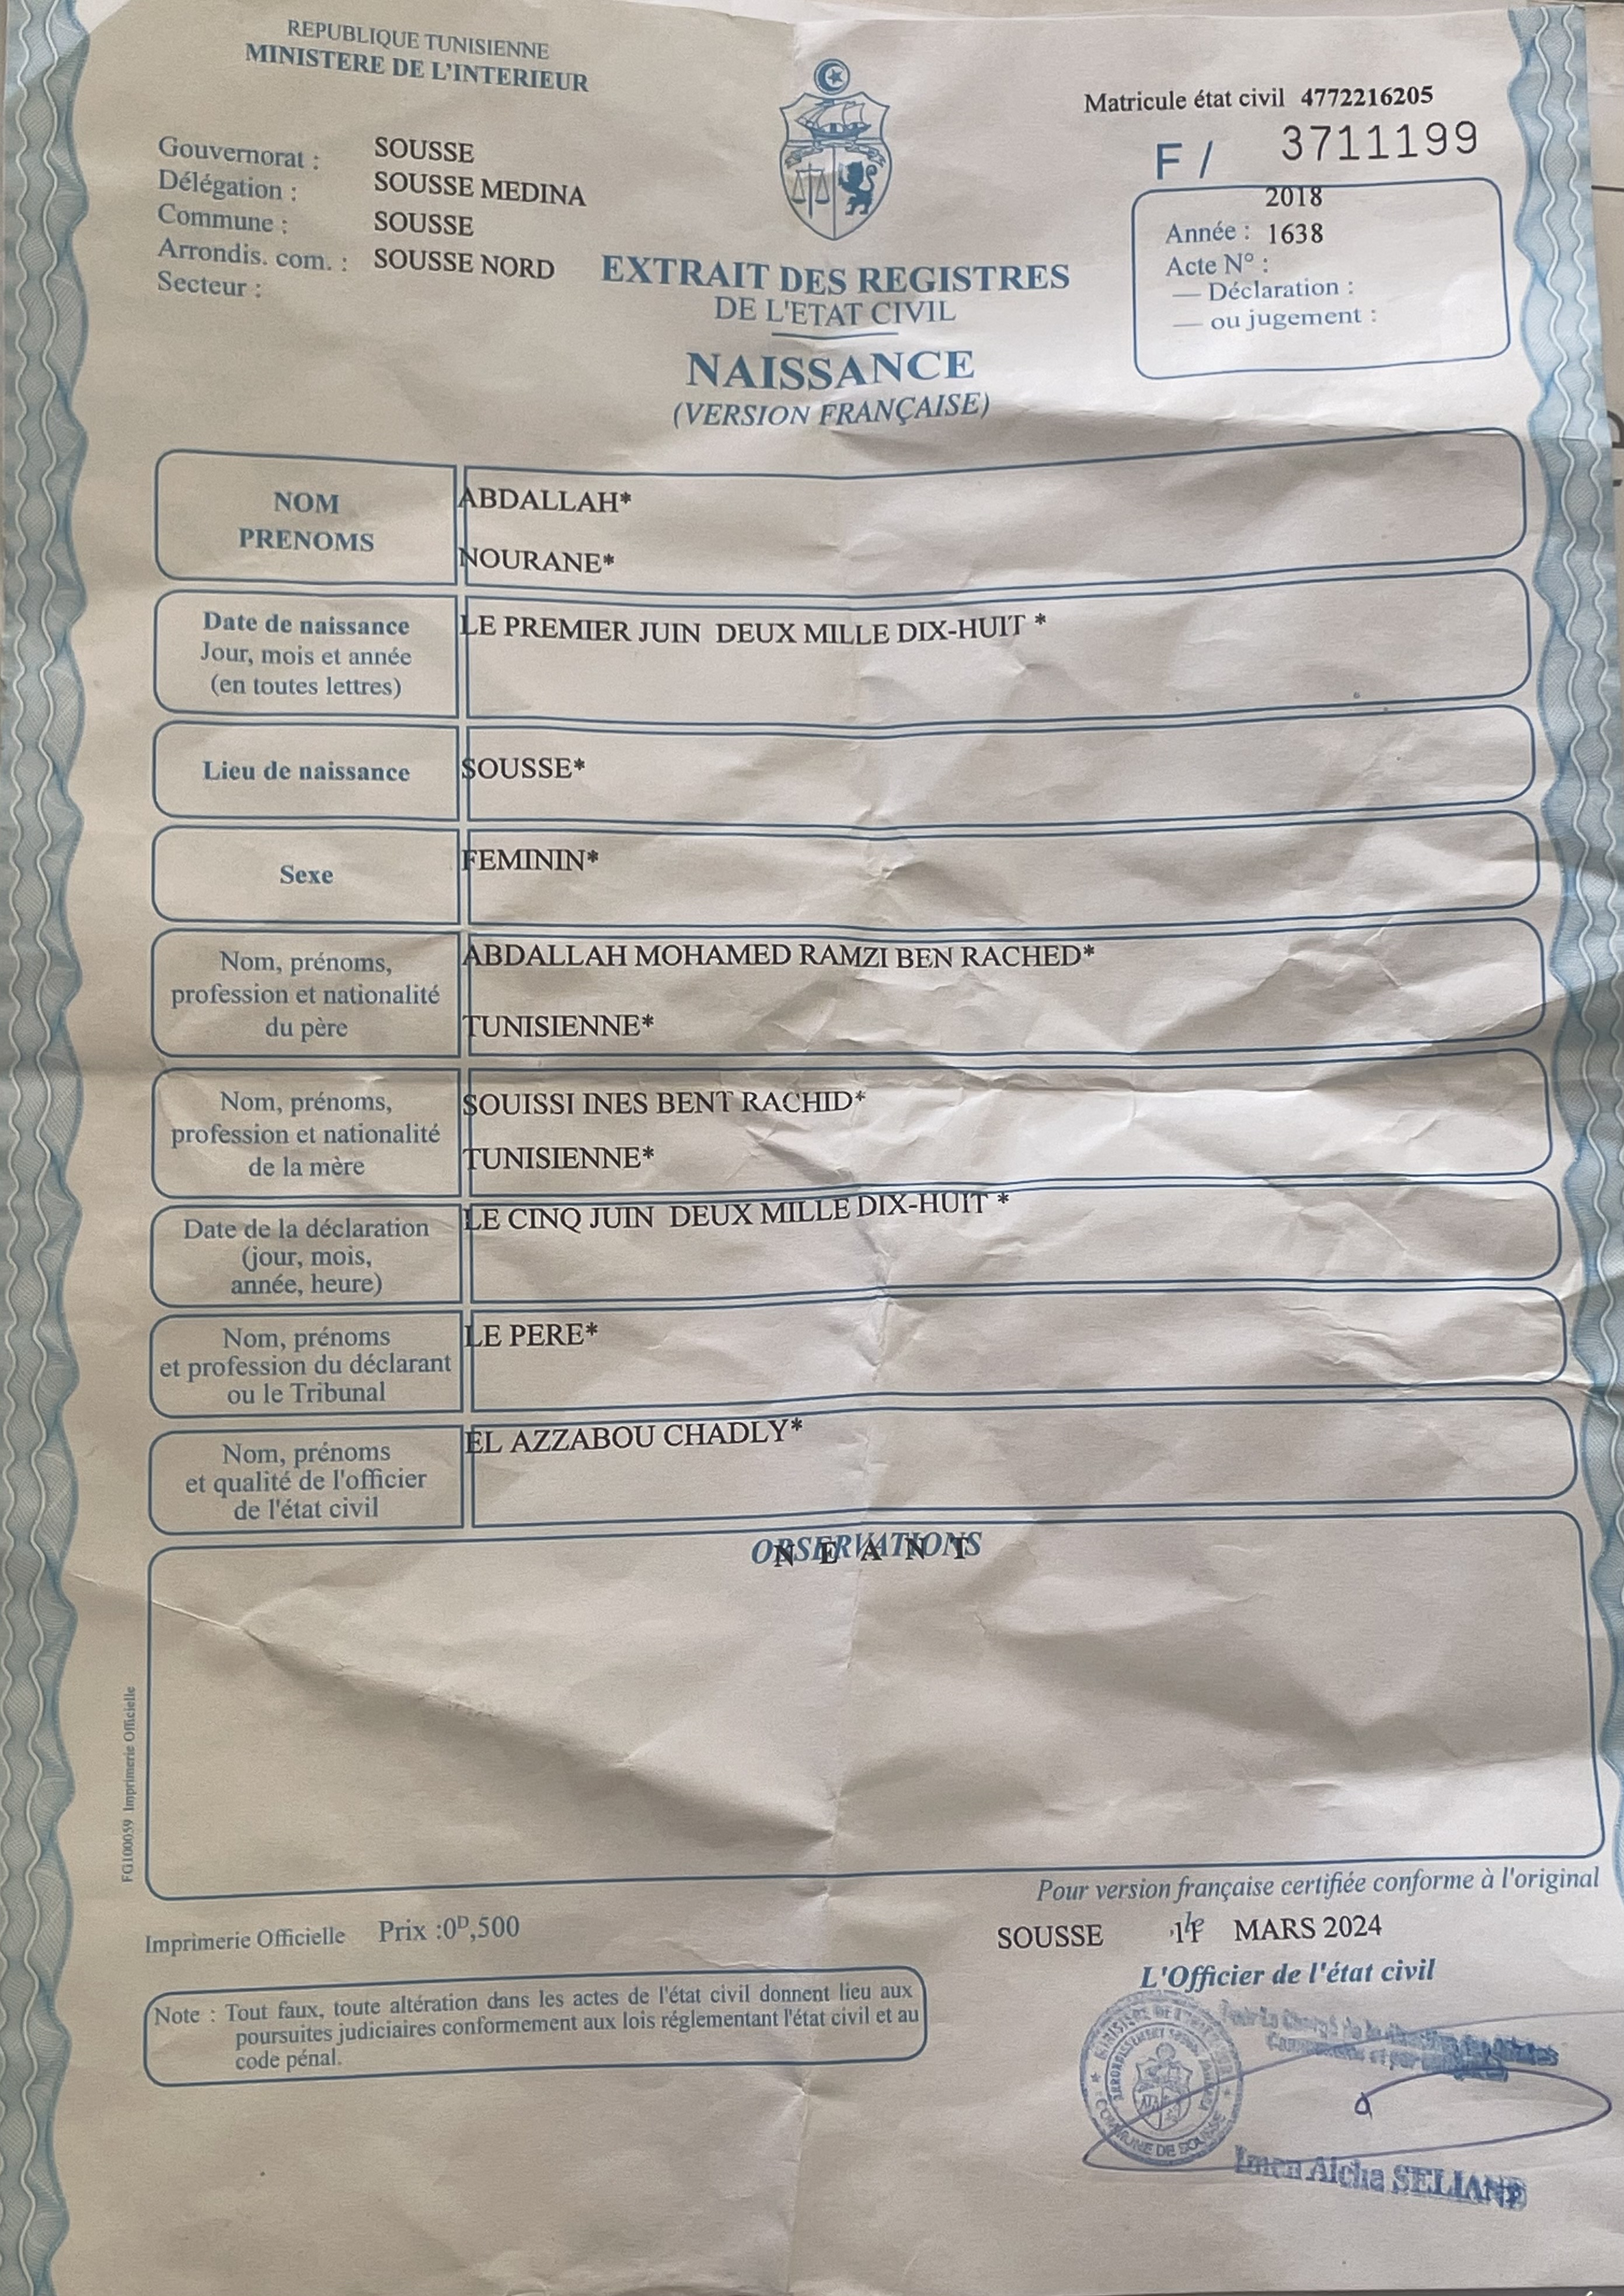 REPUBLIQUE TUNISIENNE
MINISTERE DE L'INTERIEUR
Matricule état civil 4772216205
F / 3711199
Gouvernorat : SOUSSE
Délégation : SOUSSE MEDINA
Commune : SOUSSE
Arrondis. com. : SOUSSE NORD
Secteur :
2018
Année : 1638
Acte N° :
— Déclaration :
— ou jugement :
EXTRAIT DES REGISTRES
DE L'ETAT CIVIL
NAISSANCE
(VERSION FRANÇAISE)
NOM
PRENOMS
ABDALLAH*
NOURANE*
Date de naissance
Jour, mois et année
(en toutes lettres)
LE PREMIER JUIN DEUX MILLE DIX-HUIT *
Lieu de naissance
SOUSSE*
Sexe
FEMININ*
Nom, prénoms,
profession et nationalité
du père
ABDALLAH MOHAMED RAMZI BEN RACHED*
TUNISIENNE*
Nom, prénoms,
profession et nationalité
de la mère
SOUISSI INES BENT RACHID*
TUNISIENNE*
Date de la déclaration
(jour, mois,
année, heure)
LE CINQ JUIN DEUX MILLE DIX-HUIT *
Nom, prénoms
et profession du déclarant
ou le Tribunal
LE PERE*
Nom, prénoms
et qualité de l'officier
de l'état civil
EL AZZABOU CHADLY*
OBSERVATIONS
N E A N T
FG100059 Imprimerie Officielle
Pour version française certifiée conforme à l'original
Imprimerie Officielle Prix :0D,500
SOUSSE le MARS 2024
L'Officier de l'état civil
Note : Tout faux, toute altération dans les actes de l'état civil donnent lieu aux
poursuites judiciaires conformement aux lois réglementant l'état civil et au
code pénal.
COMMUNE DE SOUSSE
Imen Aicha